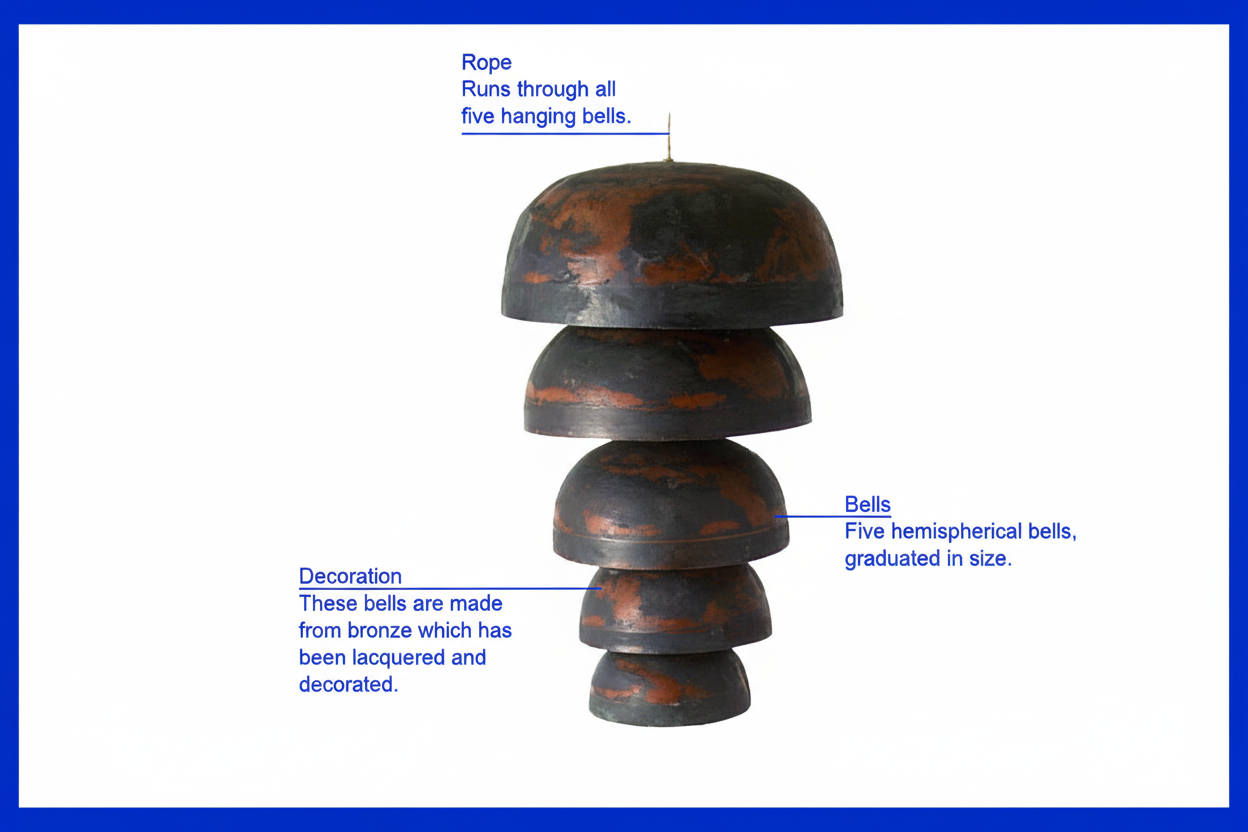 Rope
Runs through all
five hanging bells.
Bells
Five hemispherical bells,
graduated in size.
Decoration
These bells are made
from bronze which has
been lacquered and
decorated.